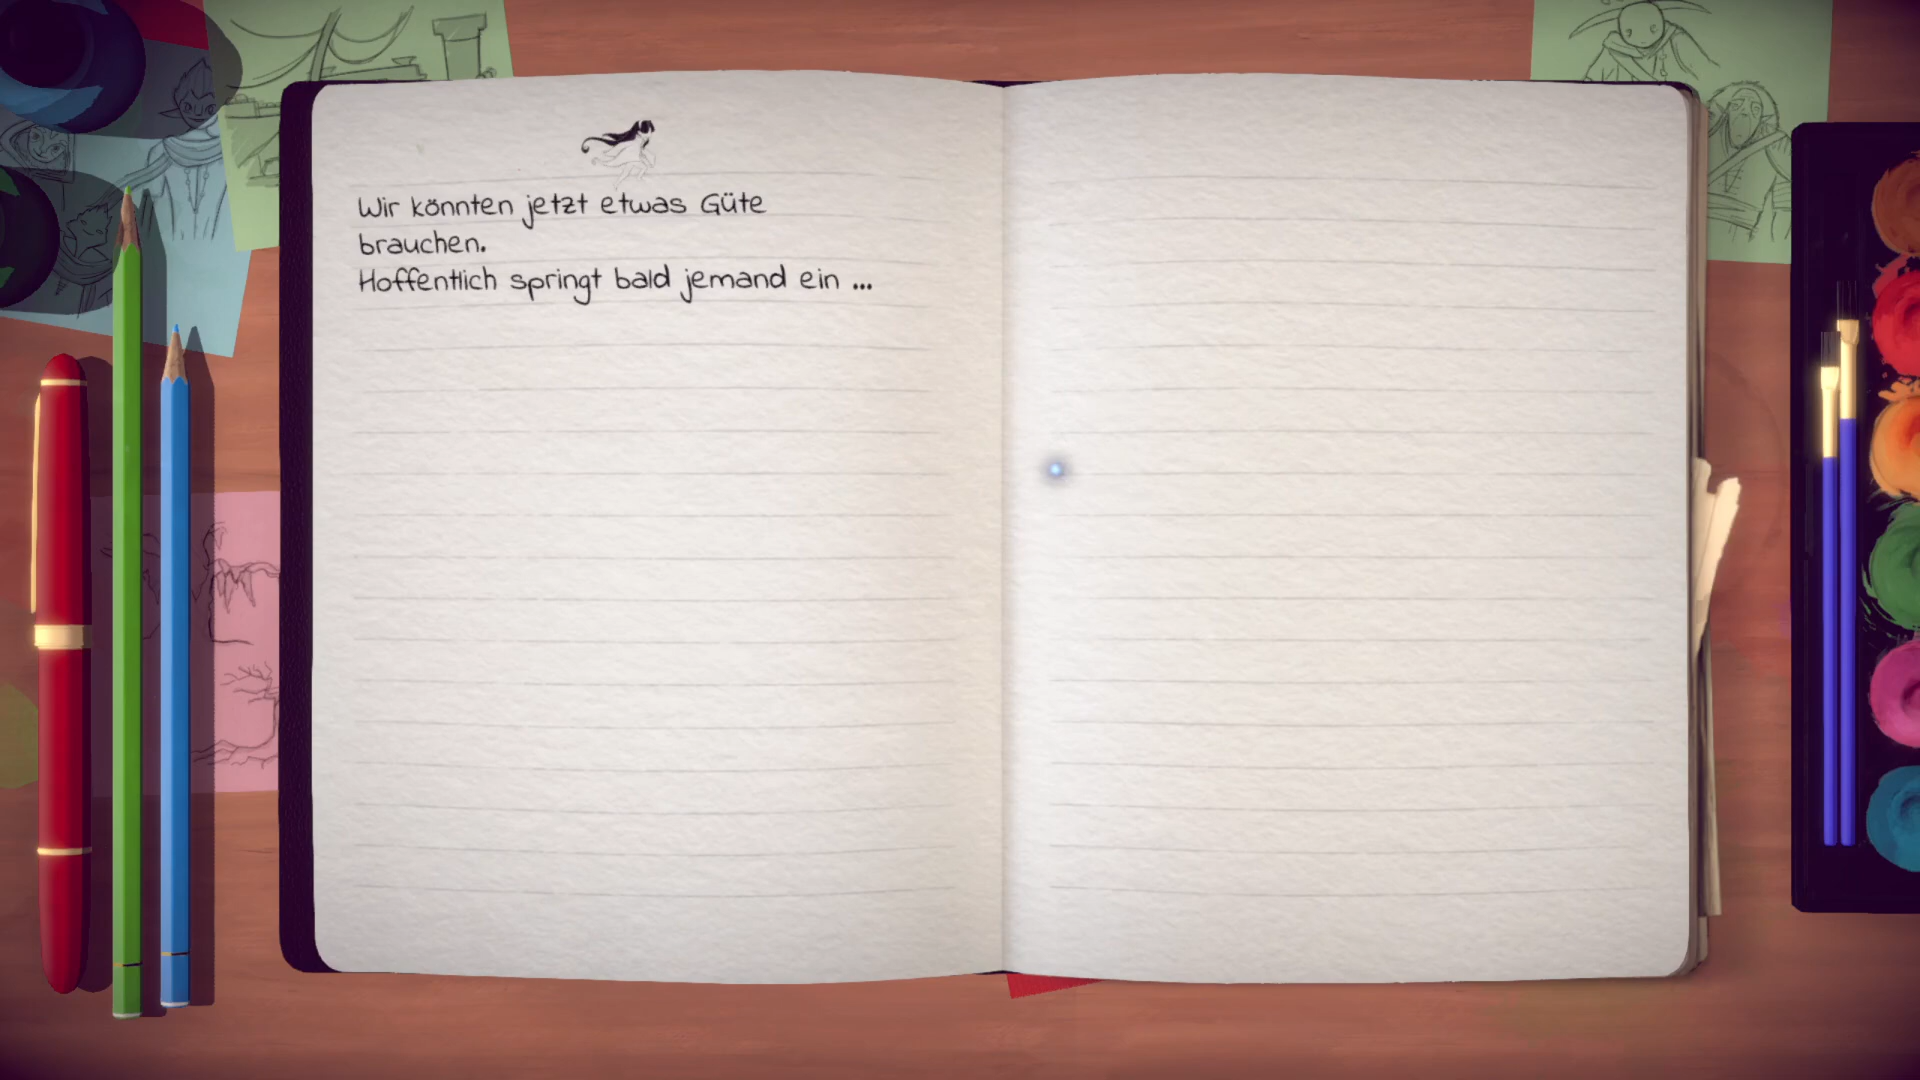 Wir könnten jetzt etwas Güte
brauchen.
Hoffentlich springt bald jemand ein ...